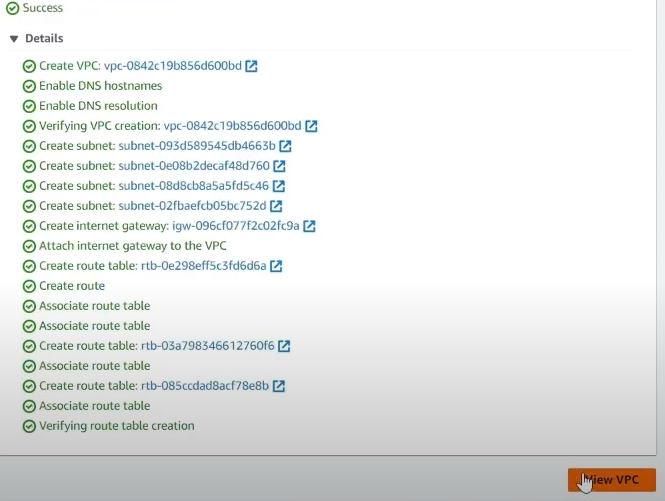 Success
Details
Create VPC: vpc-0842c19b856d600bd
Enable DNS hostnames
Enable DNS resolution
Verifying VPC creation: vpc-0842c19b856d600bd
Create subnet: subnet-093d589545db4663b
Create subnet: subnet-0e08b2decaf48d760
Create subnet: subnet-08d8cb8a5a5fd5c46
Create subnet: subnet-02fbaefcb05bc752d
Create internet gateway: igw-096cf077f2c02fc9a
Attach internet gateway to the VPC
Create route table: rtb-0e298eff5c3fd6d6a
Create route
Associate route table
Associate route table
Create route table: rtb-03a798346612760f6
Associate route table
Create route table: rtb-085ccdad8acf78e8b
Associate route table
Verifying route table creation
View VPC